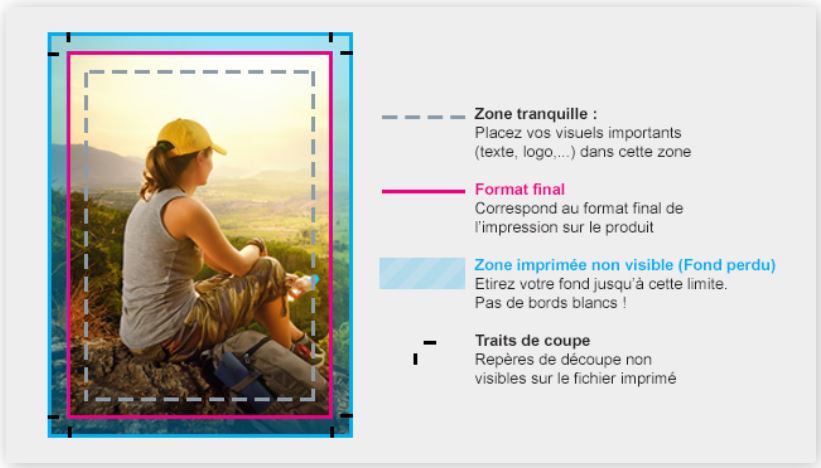 Zone tranquille :
Placez vos visuels importants
(texte, logo,...) dans cette zone
Format final
Correspond au format final de
l'impression sur le produit
Zone imprimée non visible (Fond perdu)
Etirez votre fond jusqu'à cette limite.
Pas de bords blancs !
Traits de coupe
Repères de découpe non
visibles sur le fichier imprimé